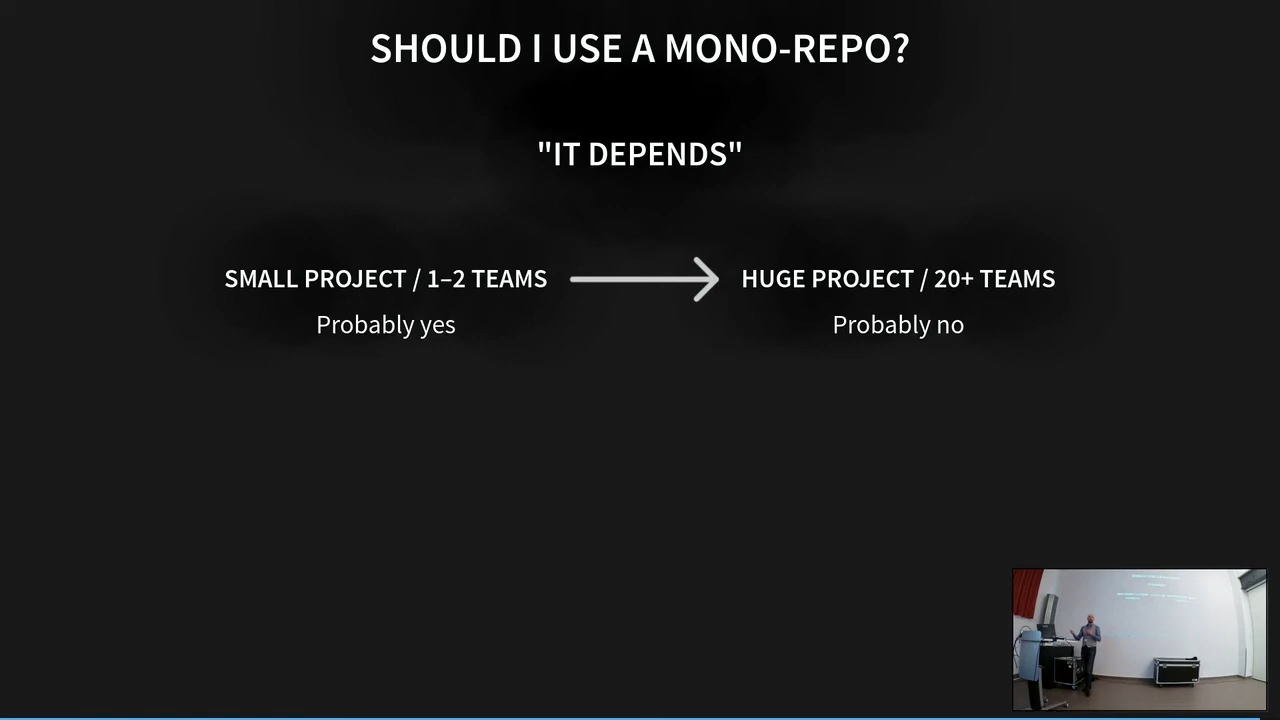 SHOULD I USE A MONO-REPO?
"IT DEPENDS"
SMALL PROJECT / 1–2 TEAMS
Probably yes
HUGE PROJECT / 20+ TEAMS
Probably no